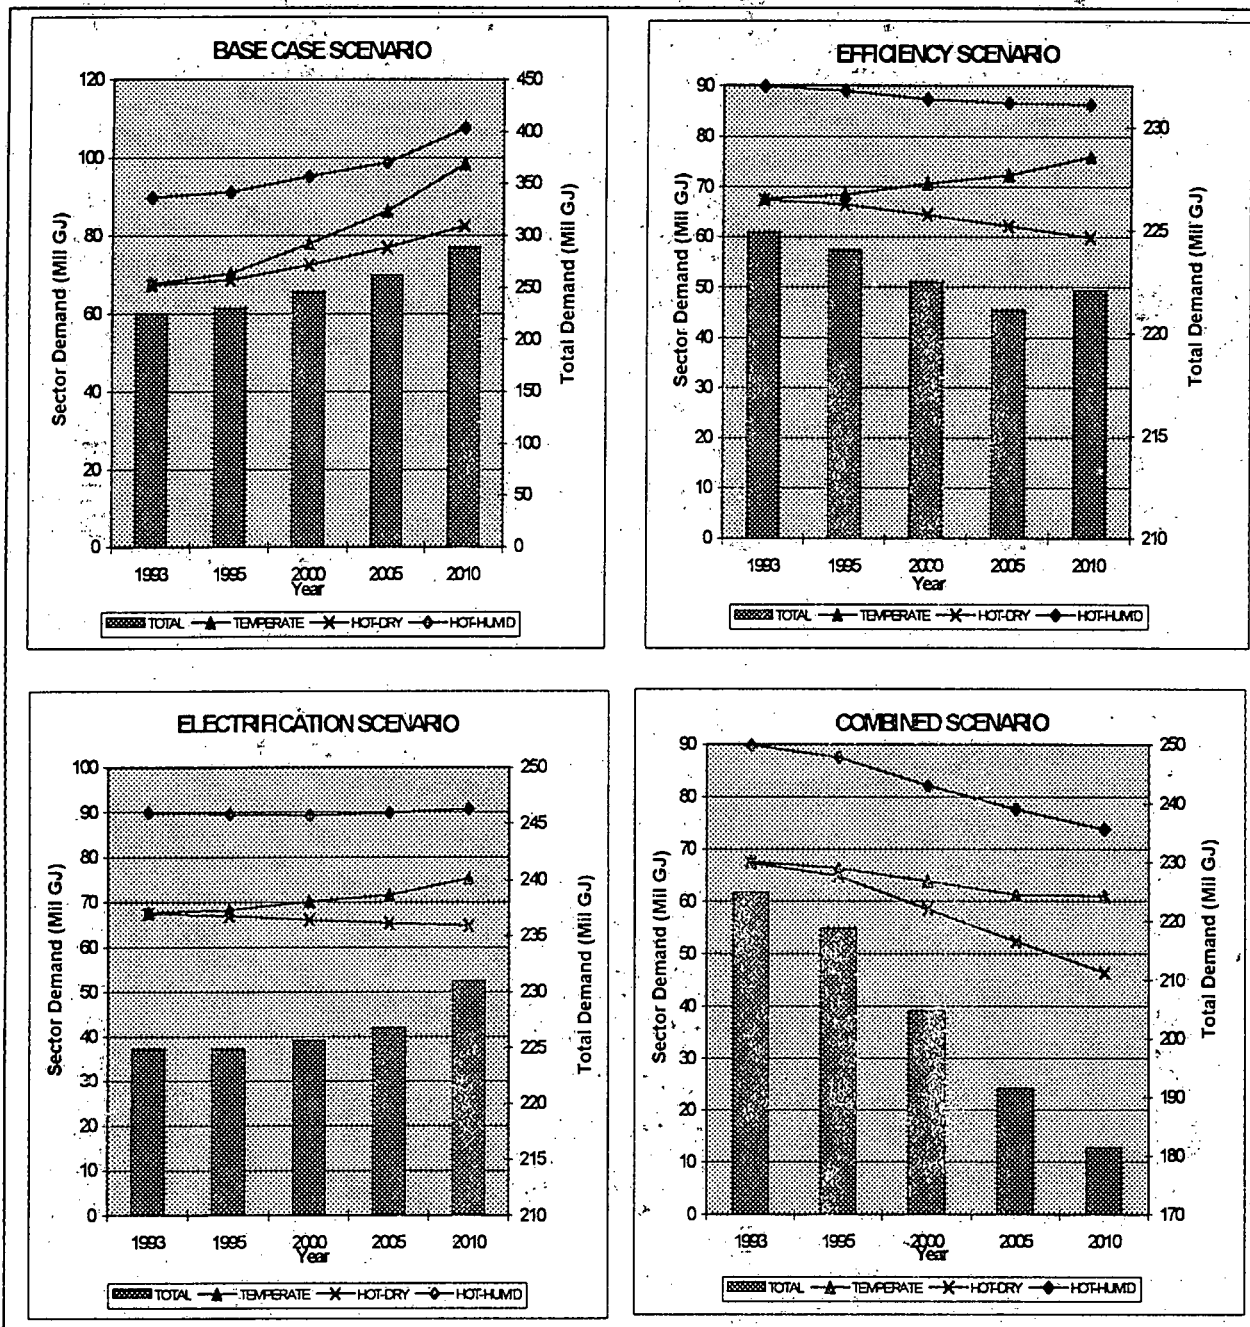 BASE CASE SCENARIO
120
100
80
60
40
20
0
Sector Demand (Mil GJ)
450
400
350
300
250
200
150
100
50
0
Total Demand (Mil GJ)
1993 1995 2000 2005 2010
Year
TOTAL TEMPERATE HOT-DRY HOT-HUMID
EFFICIENCY SCENARIO
90
80
70
60
50
40
30
20
10
0
Sector Demand (Mil GJ)
230
225
220
215
210
Total Demand (Mil GJ)
1993 1995 2000 2005 2010
Year
TOTAL TEMPERATE HOT-DRY HOT-HUMID
ELECTRIFICATION SCENARIO
100
90
80
70
60
50
40
30
20
10
0
Sector Demand (Mil GJ)
250
245
240
235
230
225
220
215
210
Total Demand (Mil GJ)
1993 1995 2000 2005 2010
Year
TOTAL TEMPERATE HOT-DRY HOT-HUMID
COMBINED SCENARIO
90
80
70
60
50
40
30
20
10
0
Sector Demand (Mil GJ)
250
240
230
220
210
200
190
180
170
Total Demand (Mil GJ)
1993 1995 2000 2005 2010
Year
TOTAL TEMPERATE HOT-DRY HOT-HUMID